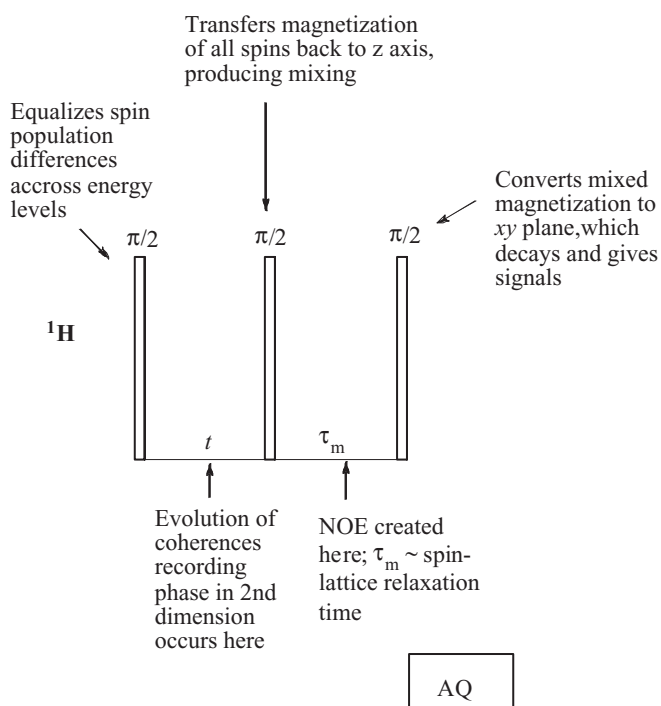 Transfers magnetization
of all spins back to z axis,
producing mixing
Equalizes spin
population
differences
accross energy
levels
Converts mixed
magnetization to
xy plane,which
decays and gives
signals
π/2
π/2
π/2
¹H
t
τm
Evolution of
coherences
recording
phase in 2nd
dimension
occurs here
NOE created
here; τm ~ spin-
lattice relaxation
time
AQ